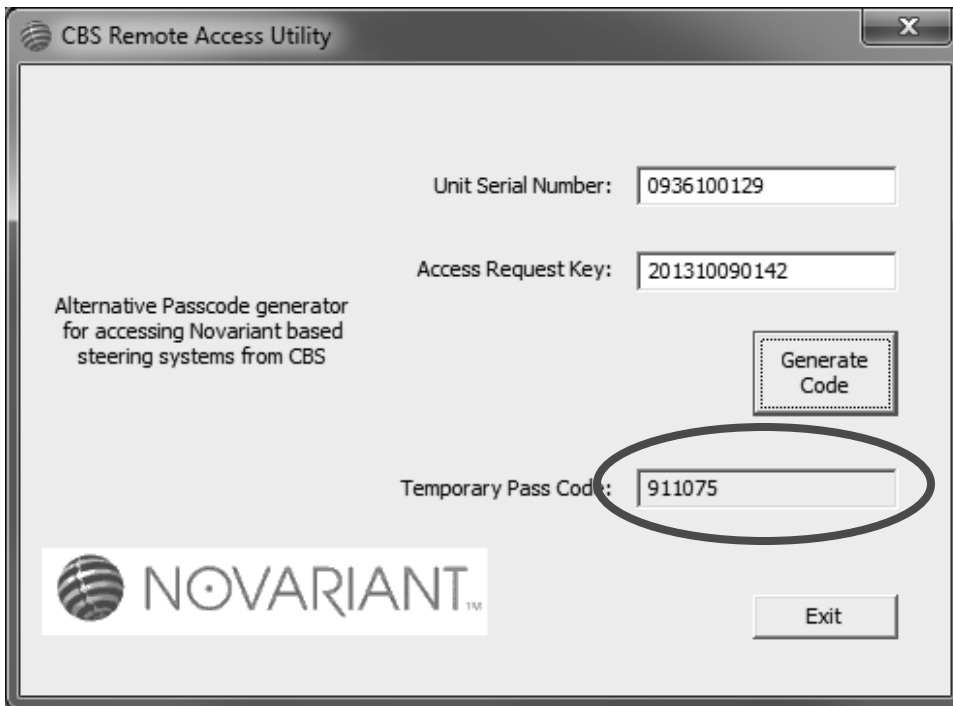 CBS Remote Access Utility
X
Unit Serial Number: 0936100129
Access Request Key: 201310090142
Alternative Passcode generator
for accessing Novariant based
steering systems from CBS
Generate
Code
Temporary Pass Code: 911075
NOVARIANT™
Exit